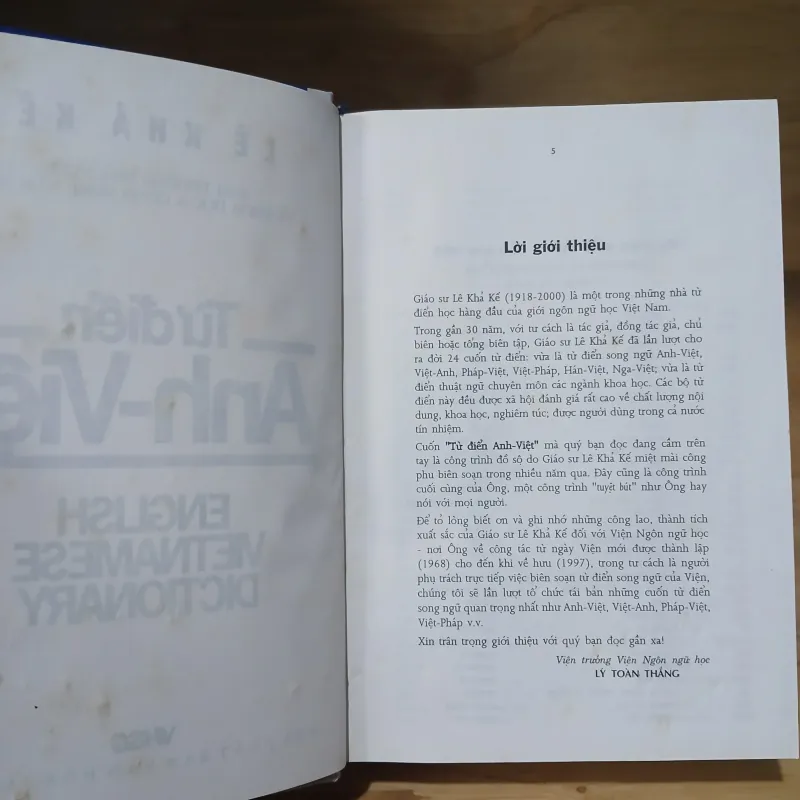 LÊ KHẢ KẾ
Từ điển
Anh-Việ
ENGLISH
VIETNAMESE
DICTIONARY
5
Lời giới thiệu
Giáo sư Lê Khả Kế (1918-2000) là một trong những nhà từ
điển học hàng đầu của giới ngôn ngữ học Việt Nam.
Trong gần 30 năm, với tư cách là tác giả, đồng tác giả, chủ
biên hoặc tổng biên tập, Giáo sư Lê Khả Kế đã lần lượt cho
ra đời 24 cuốn từ điển: vừa là từ điển song ngữ Anh-Việt,
Việt-Anh, Pháp-Việt, Việt-Pháp, Hán-Việt, Nga-Việt; vừa là từ
điển thuật ngữ chuyên môn các ngành khoa học. Các bộ từ
điển này đều được xã hội đánh giá rất cao về chất lượng nội
dung, khoa học, nghiêm túc; được người dùng trong cả nước
tín nhiệm.
Cuốn "Từ điển Anh-Việt" mà quý bạn đọc đang cầm trên
tay là công trình đồ sộ do Giáo sư Lê Khả Kế miệt mài công
phu biên soạn trong nhiều năm qua. Đây cũng là công trình
cuối cùng của Ông, một công trình "tuyệt bút" như Ông hay
nói với mọi người.
Để tỏ lòng biết ơn và ghi nhớ những công lao, thành tích
xuất sắc của Giáo sư Lê Khả Kế đối với Viện Ngôn ngữ học
- nơi Ông về công tác từ ngày Viện mới được thành lập
(1968) cho đến khi về hưu (1997), trong tư cách là người
phụ trách trực tiếp việc biên soạn từ điển song ngữ của Viện,
chúng tôi sẽ lần lượt tổ chức tái bản những cuốn từ điển
song ngữ quan trọng nhất như Anh-Việt, Việt-Anh, Pháp-Việt,
Việt-Pháp v.v.
Xin trân trọng giới thiệu với quý bạn đọc gần xa!
Viện trưởng Viện Ngôn ngữ học
LÝ TOÀN THẮNG